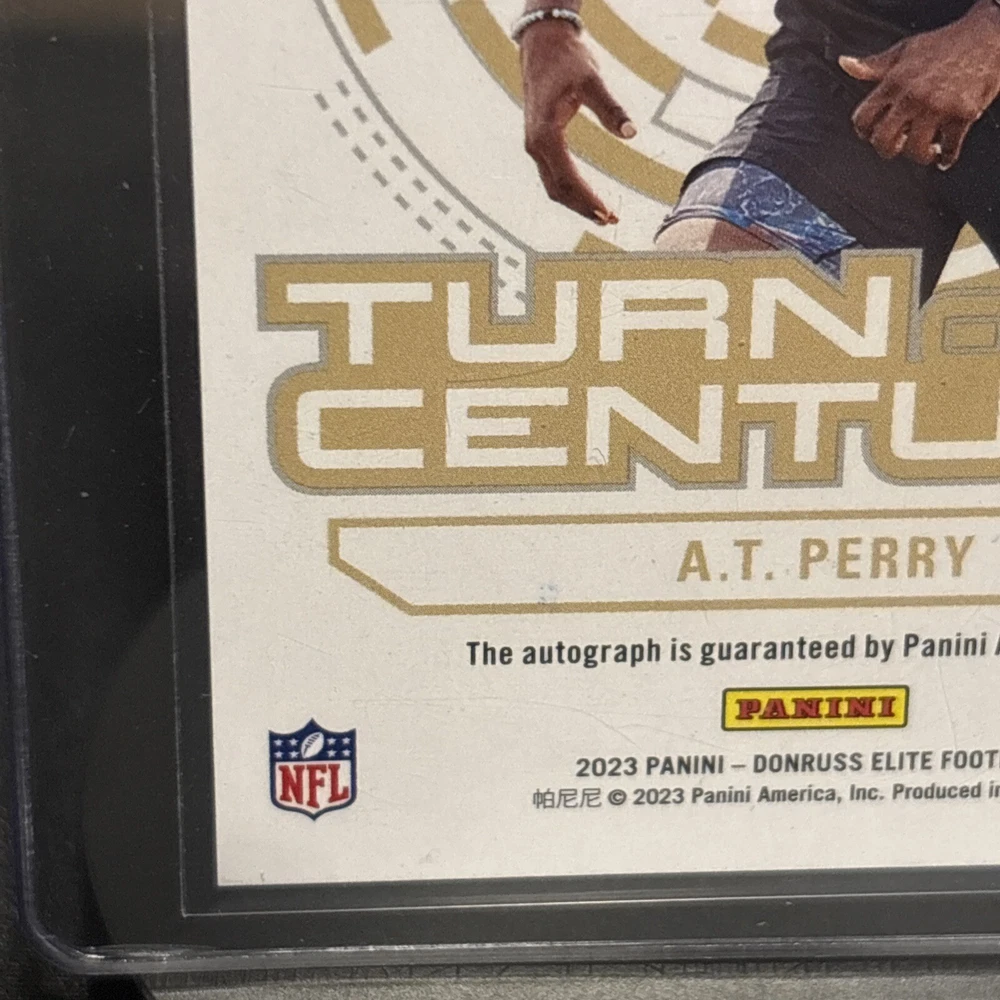 TURN
CENTU
A.T. PERRY
The autograph is guaranteed by Panini A
PANINI
NFL
2023 PANINI – DONRUSS ELITE FOOT
帕尼尼 © 2023 Panini America, Inc. Produced in